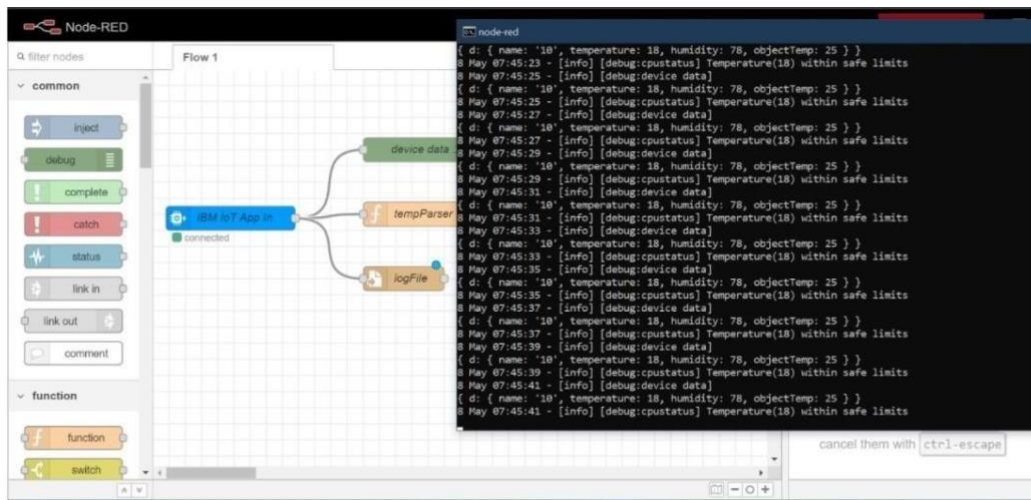 Node-RED
filter nodes
Flow 1
common
inject
debug
complete
catch
status
link in
link out
comment
function
function
switch
IBM IoT App In
connected
device data
tempParser
logFile
node-red
{ d: { name: '10', temperature: 18, humidity: 78, objectTemp: 25 } }
8 May 07:45:23 - [info] [debug:cpustatus] Temperature(18) within safe limits
8 May 07:45:25 - [info] [debug:device data]
{ d: { name: '10', temperature: 18, humidity: 78, objectTemp: 25 } }
8 May 07:45:25 - [info] [debug:cpustatus] Temperature(18) within safe limits
8 May 07:45:27 - [info] [debug:device data]
{ d: { name: '10', temperature: 18, humidity: 78, objectTemp: 25 } }
8 May 07:45:27 - [info] [debug:cpustatus] Temperature(18) within safe limits
8 May 07:45:29 - [info] [debug:device data]
{ d: { name: '10', temperature: 18, humidity: 78, objectTemp: 25 } }
8 May 07:45:29 - [info] [debug:cpustatus] Temperature(18) within safe limits
8 May 07:45:31 - [info] [debug:device data]
{ d: { name: '10', temperature: 18, humidity: 78, objectTemp: 25 } }
8 May 07:45:31 - [info] [debug:cpustatus] Temperature(18) within safe limits
8 May 07:45:33 - [info] [debug:device data]
{ d: { name: '10', temperature: 18, humidity: 78, objectTemp: 25 } }
8 May 07:45:33 - [info] [debug:cpustatus] Temperature(18) within safe limits
8 May 07:45:35 - [info] [debug:device data]
{ d: { name: '10', temperature: 18, humidity: 78, objectTemp: 25 } }
8 May 07:45:35 - [info] [debug:cpustatus] Temperature(18) within safe limits
8 May 07:45:37 - [info] [debug:device data]
{ d: { name: '10', temperature: 18, humidity: 78, objectTemp: 25 } }
8 May 07:45:37 - [info] [debug:cpustatus] Temperature(18) within safe limits
8 May 07:45:39 - [info] [debug:device data]
{ d: { name: '10', temperature: 18, humidity: 78, objectTemp: 25 } }
8 May 07:45:39 - [info] [debug:cpustatus] Temperature(18) within safe limits
8 May 07:45:41 - [info] [debug:device data]
{ d: { name: '10', temperature: 18, humidity: 78, objectTemp: 25 } }
8 May 07:45:41 - [info] [debug:cpustatus] Temperature(18) within safe limits
cancel them with ctrl-escape